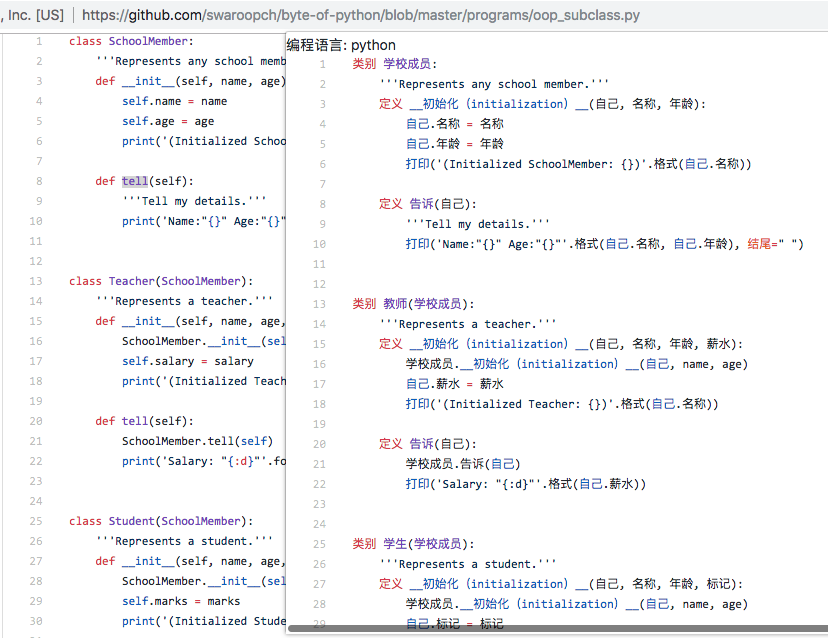 , Inc. [US] | https://github.com/swaroopch/byte-of-python/blob/master/programs/oop_subclass.py
1 class SchoolMember:
2 '''Represents any school memb
3 def __init__(self, name, age)
4 self.name = name
5 self.age = age
6 print('(Initialized Schoo
7
8 def tell(self):
9 '''Tell my details.'''
10 print('Name:"{}" Age:"{}"
11
12
13 class Teacher(SchoolMember):
14 '''Represents a teacher.'''
15 def __init__(self, name, age,
16 SchoolMember.__init__(sel
17 self.salary = salary
18 print('(Initialized Teach
19
20 def tell(self):
21 SchoolMember.tell(self)
22 print('Salary: "{:d}"'.fo
23
24
25 class Student(SchoolMember):
26 '''Represents a student.'''
27 def __init__(self, name, age,
28 SchoolMember.__init__(sel
29 self.marks = marks
30 print('(Initialized Stude
编程语言: python
1 类别 学校成员:
2 '''Represents any school member.'''
3 定义 __初始化（initialization）__(自己, 名称, 年龄):
4 自己.名称 = 名称
5 自己.年龄 = 年龄
6 打印('(Initialized SchoolMember: {})'.格式(自己.名称))
7
8 定义 告诉(自己):
9 '''Tell my details.'''
10 打印('Name:"{}" Age:"{}"'.格式(自己.名称, 自己.年龄), 结尾=" ")
11
12
13 类别 教师(学校成员):
14 '''Represents a teacher.'''
15 定义 __初始化（initialization）__(自己, 名称, 年龄, 薪水):
16 学校成员.__初始化（initialization）__(自己, name, age)
17 自己.薪水 = 薪水
18 打印('(Initialized Teacher: {})'.格式(自己.名称))
19
20 定义 告诉(自己):
21 学校成员.告诉(自己)
22 打印('Salary: "{:d}"'.格式(自己.薪水))
23
24
25 类别 学生(学校成员):
26 '''Represents a student.'''
27 定义 __初始化（initialization）__(自己, 名称, 年龄, 标记):
28 学校成员.__初始化（initialization）__(自己, name, age)
29 自己.标记 = 标记